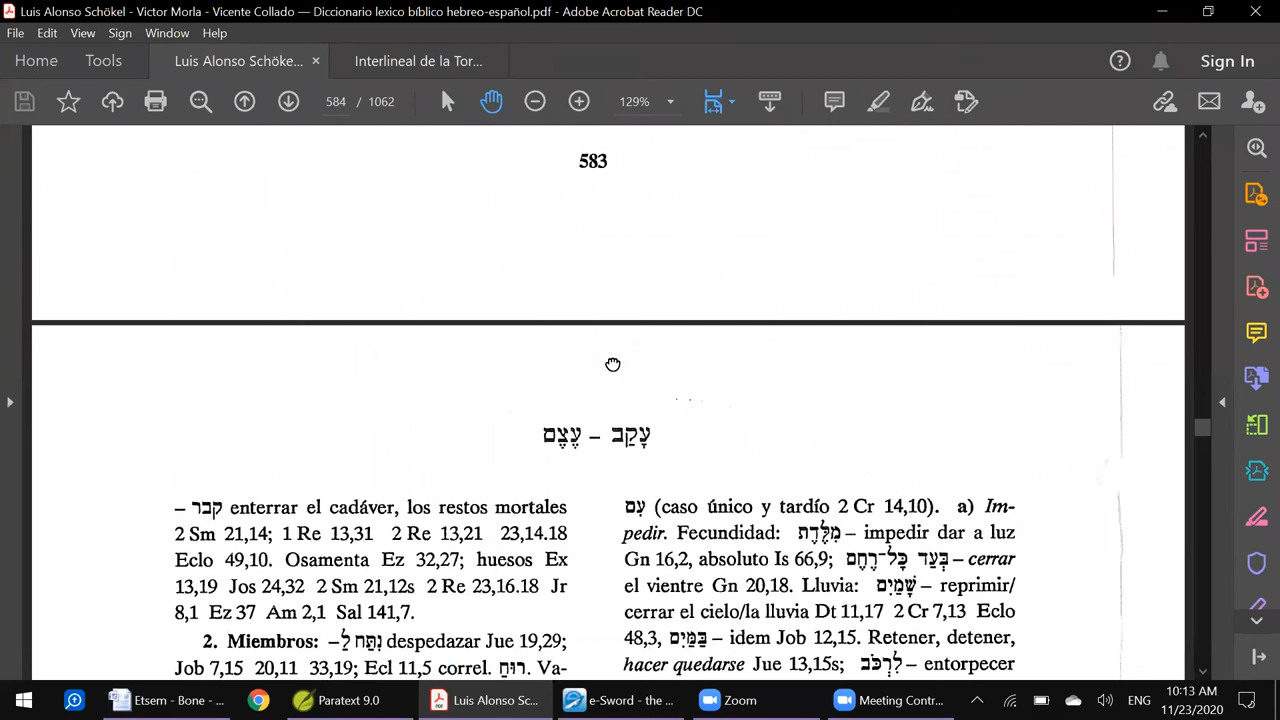 Luis Alonso Schökel - Victor Morla - Vicente Collado — Diccionario lexico bíblico hebreo-español.pdf - Adobe Acrobat Reader DC
File Edit View Sign Window Help
Home Tools Luis Alonso Schöke... × Interlineal de la Tor... Sign In
584 / 1062 129%
583
עֶצֶם – עָקַב
קבר – enterrar el cadáver, los restos mortales
2 Sm 21,14; 1 Re 13,31 2 Re 13,21 23,14.18
Eclo 49,10. Osamenta Ez 32,27; huesos Ex
13,19 Jos 24,32 2 Sm 21,12s 2 Re 23,16.18 Jr
8,1 Ez 37 Am 2,1 Sal 141,7.
2. Miembros: נִתַּח לַ– despedazar Jue 19,29;
Job 7,15 20,11 33,19; Ecl 11,5 correl. רוּחַ. Va-
עִם (caso único y tardío 2 Cr 14,10). a) Im-
pedir. Fecundidad: מִלֶּדֶת – impedir dar a luz
Gn 16,2, absoluto Is 66,9; בְּעַד כָּל־רֶחֶם – cerrar
el vientre Gn 20,18. Lluvia: שָׁמַיִם – reprimir/
cerrar el cielo/la lluvia Dt 11,17 2 Cr 7,13 Eclo
48,3, בַּמַּיִם – idem Job 12,15. Retener, detener,
hacer quedarse Jue 13,15s; לִרְכֹּב – entorpecer
Etsem - Bone - ... Paratext 9.0 Luis Alonso Sc... e-Sword - the ... Zoom Meeting Contr... ENG 10:13 AM
11/23/2020